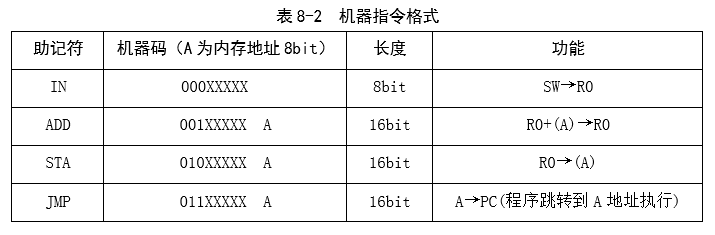 表 8-2 机器指令格式
助记符 机器码（A 为内存地址 8bit） 长度 功能
IN 000XXXXX 8bit SW→R0
ADD 001XXXXX A 16bit R0+(A)→R0
STA 010XXXXX A 16bit R0→(A)
JMP 011XXXXX A 16bit A→PC(程序跳转到 A 地址执行)